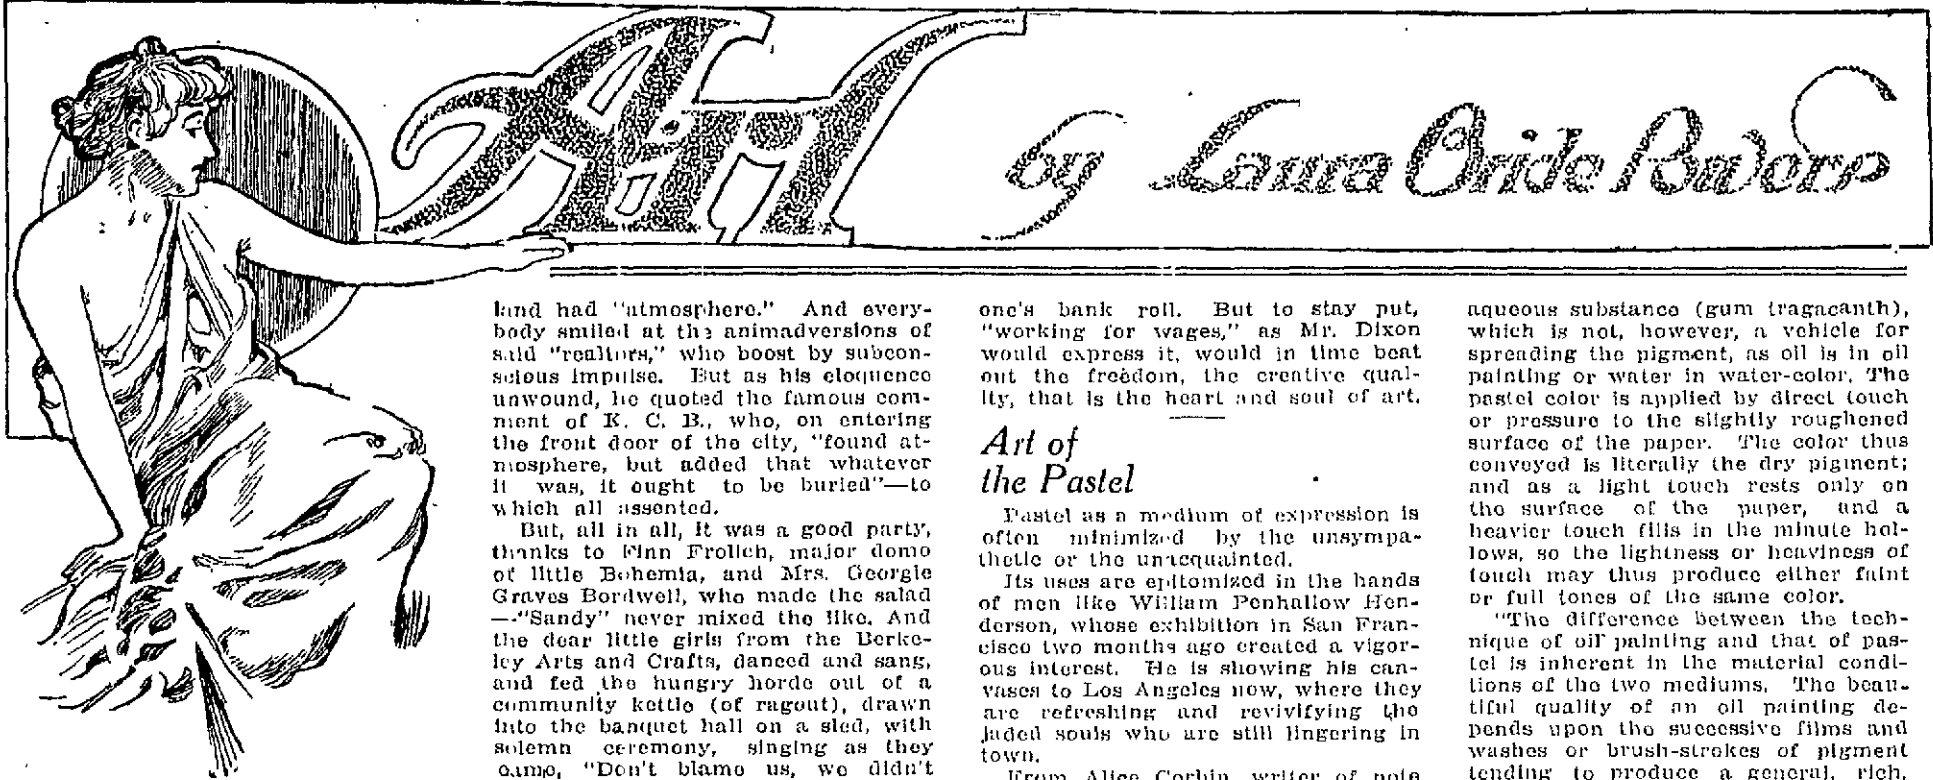 Art by Laura Bride Powers
land had "atmosphere." And every-
body smiled at the animadversions of
said "realtors," who boost by subcon-
scious impulse. But as his eloquence
unwound, he quoted the famous com-
ment of K. C. B., who, on entering
the front door of the city, "found at-
mosphere, but added that whatever
it was, it ought to be buried"—to
which all assented.
But, all in all, it was a good party,
thanks to Finn Frolich, major domo
of little Bohemia, and Mrs. Georgie
Graves Bordwell, who made the salad
—"Sandy" never mixed the like. And
the dear little girls from the Berke-
ley Arts and Crafts, danced and sang,
and fed the hungry horde out of a
community kettle (of ragout), drawn
into the banquet hall on a sled, with
solemn ceremony, singing as they
came, "Don't blame us, we didn't
one's bank roll. But to stay put,
"working for wages," as Mr. Dixon
would express it, would in time beat
out the freedom, the creative qual-
ity, that is the heart and soul of art.
Art of
the Pastel
Pastel as a medium of expression is
often minimized by the unsympa-
thetic or the unacquainted.
Its uses are epitomized in the hands
of men like William Penhallow Hen-
derson, whose exhibition in San Fran-
cisco two months ago created a vigor-
ous interest. He is showing his can-
vases to Los Angeles now, where they
are refreshing and revivifying the
jaded souls who are still lingering in
town.
From Alice Corbin, writer of note
aqueous substance (gum tragacanth),
which is not, however, a vehicle for
spreading the pigment, as oil is in oil
painting or water in water-color. The
pastel color is applied by direct touch
or pressure to the slightly roughened
surface of the paper. The color thus
conveyed is literally the dry pigment;
and as a light touch rests only on
the surface of the paper, and a
heavier touch fills in the minute hol-
lows, so the lightness or heaviness of
touch may thus produce either faint
or full tones of the same color.
"The difference between the tech-
nique of oil painting and that of pas-
tel is inherent in the material condi-
tions of the two mediums. The beau-
tiful quality of an oil painting de-
pends upon the successive films and
washes or brush-strokes of pigment
tending to produce a general, rich,